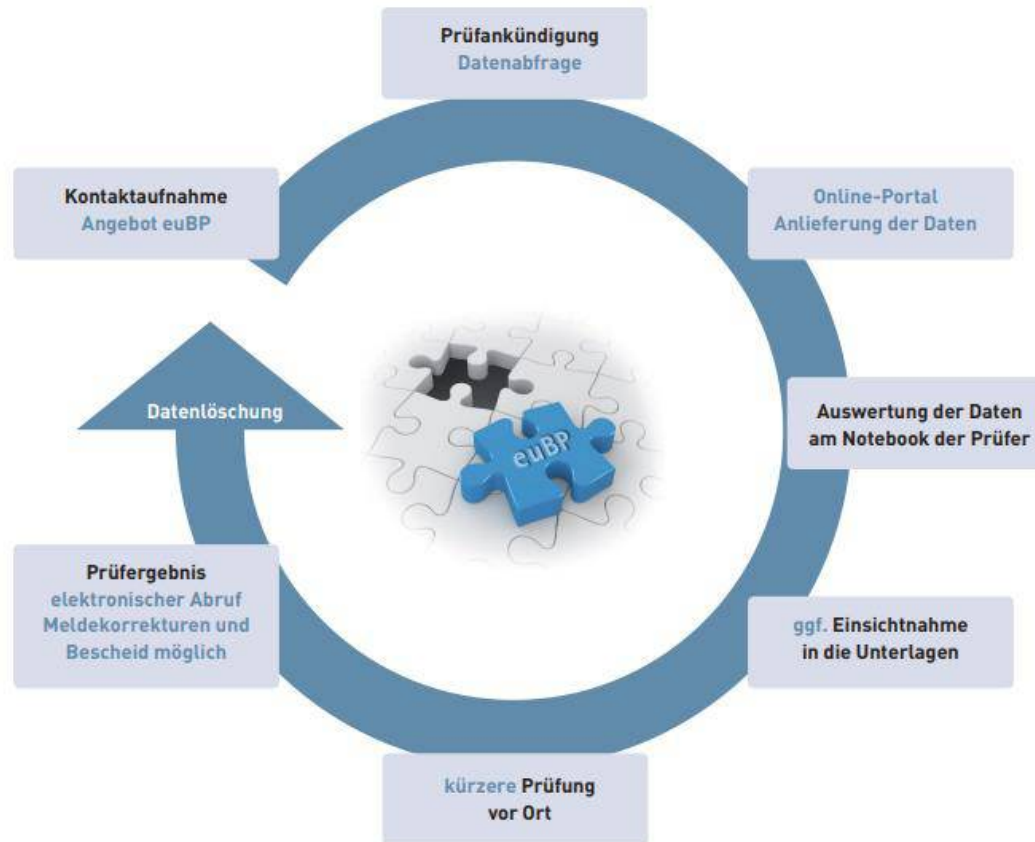 Prüfankündigung
Datenabfrage
Kontaktaufnahme
Angebot euBP
Online-Portal
Anlieferung der Daten
Auswertung der Daten
am Notebook der Prüfer
ggf. Einsichtnahme
in die Unterlagen
kürzere Prüfung
vor Ort
Prüfergebnis
elektronischer Abruf
Meldekorrekturen und
Bescheid möglich
Datenlöschung
euBP